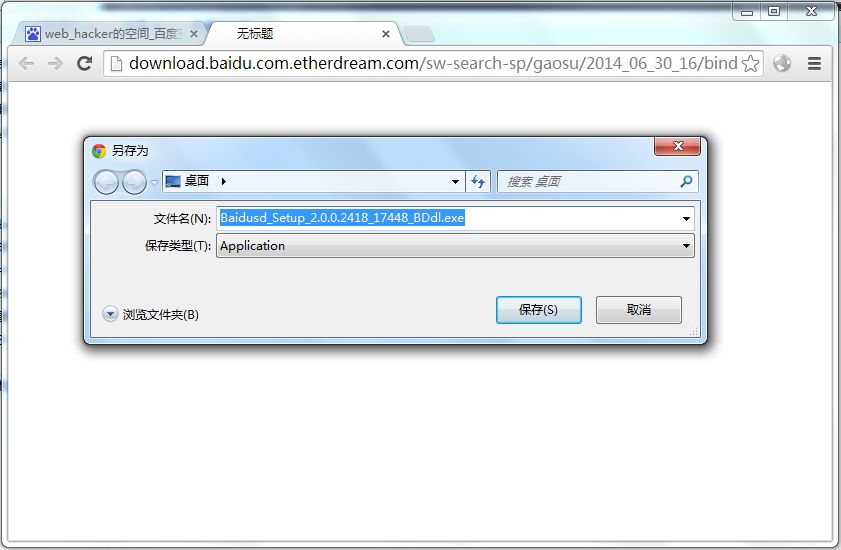 web_hacker的空间_百度
无标题
download.baidu.com.etherdream.com/sw-search-sp/gaosu/2014_06_30_16/bind
另存为
桌面
搜索 桌面
文件名(N): Baidusd_Setup_2.0.0.2418_17448_BDdl.exe
保存类型(T): Application
浏览文件夹(B)
保存(S)
取消